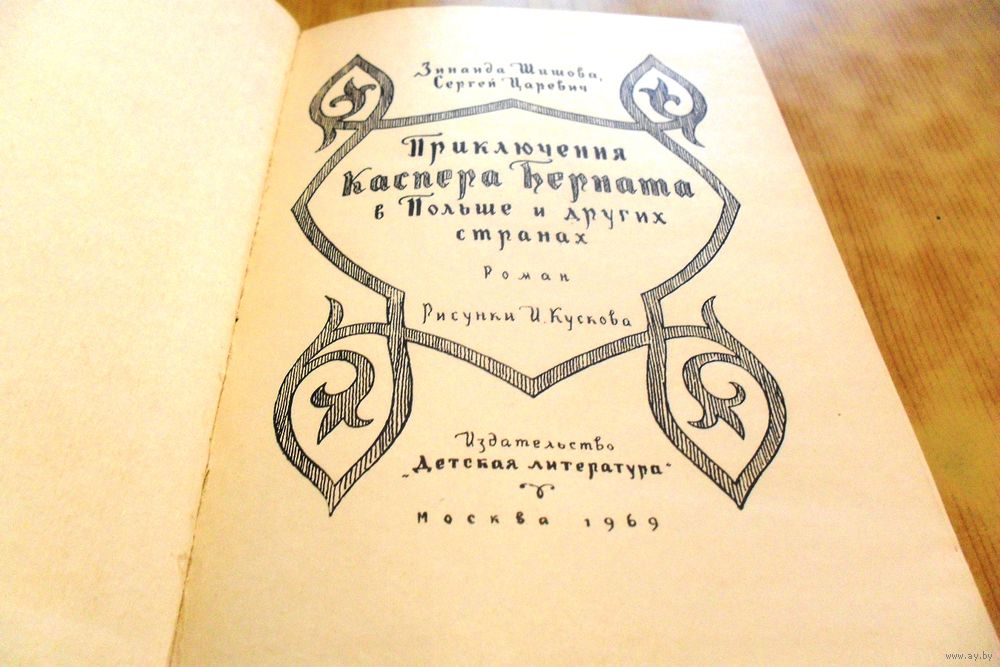 Зинаида Шишова,
Сергей Царевич
Приключения
Каспера Берната
в Польше и других
странах
Роман
Рисунки И. Кускова
Издательство
„Детская литература"
Москва 1969
www.ay.by